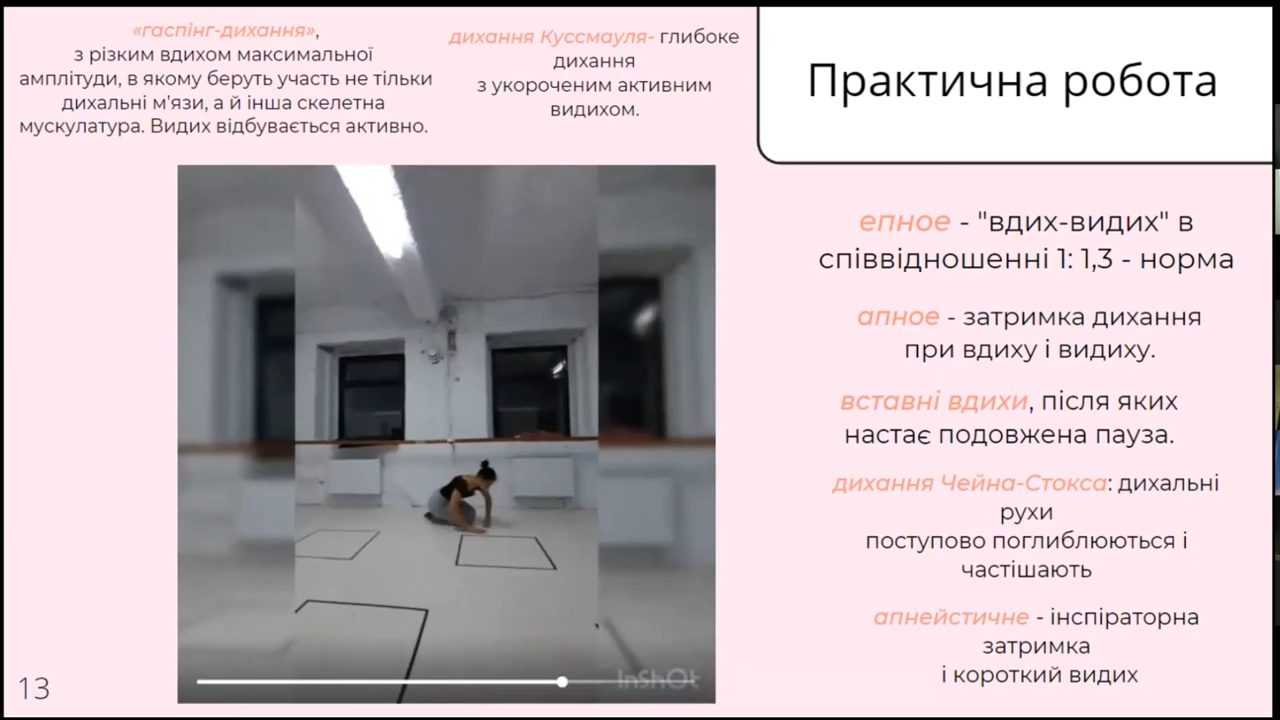 «гаспінг-дихання»,
з різким вдихом максимальної
амплітуди, в якому беруть участь не тільки
дихальні м'язи, а й інша скелетна
мускулатура. Видих відбувається активно.
дихання Куссмауля- глибоке
дихання
з укороченим активним
видихом.
Практична робота
епное - "вдих-видих" в
співвідношенні 1: 1,3 - норма
апное - затримка дихання
при вдиху і видиху.
вставні вдихи, після яких
настає подовжена пауза.
дихання Чейна-Стокса: дихальні
рухи
поступово поглиблюються і
частішають
апнейстичне - інспіраторна
затримка
і короткий видих
InShOt
13